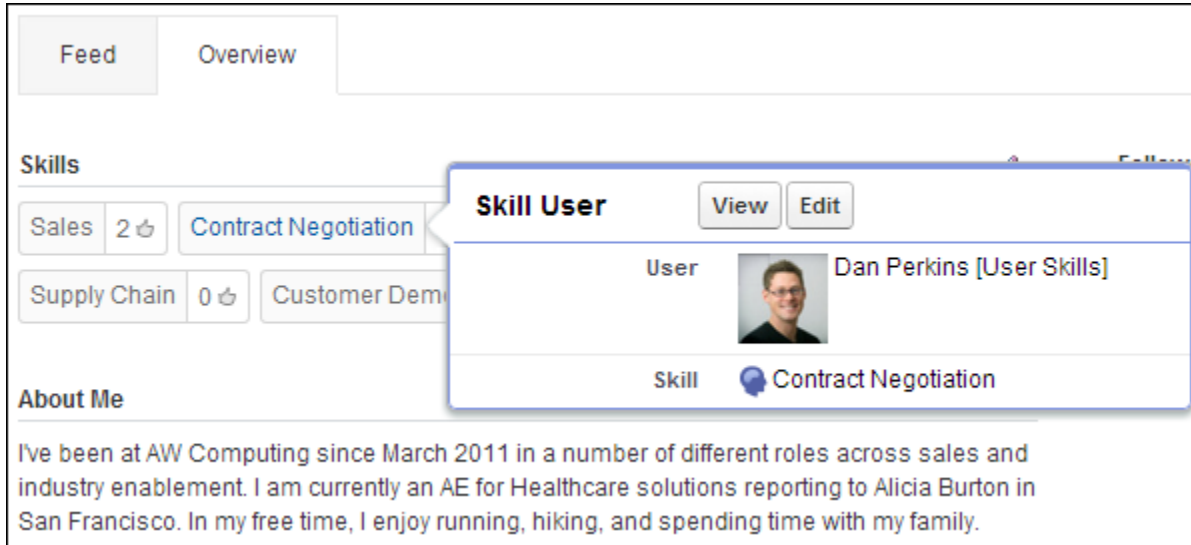 Feed Overview
Skills
Sales 2 Contract Negotiation
Supply Chain 0 Customer
Skill User View Edit
User Dan Perkins [User Skills]
Skill Contract Negotiation
About Me
I've been at AW Computing since March 2011 in a number of different roles across sales and
industry enablement. I am currently an AE for Healthcare solutions reporting to Alicia Burton in
San Francisco. In my free time, I enjoy running, hiking, and spending time with my family.